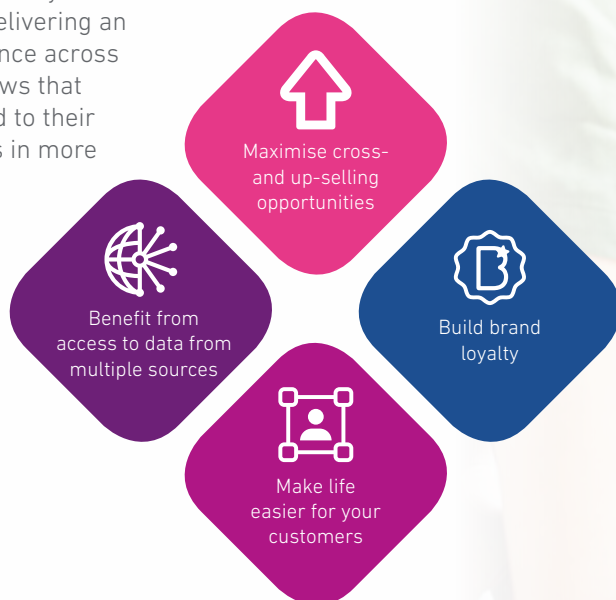 elivering an
nce across
ws that
d to their
s in more
Maximise cross-
and up-selling
opportunities
Benefit from
access to data from
multiple sources
B
Build brand
loyalty
Make life
easier for your
customers